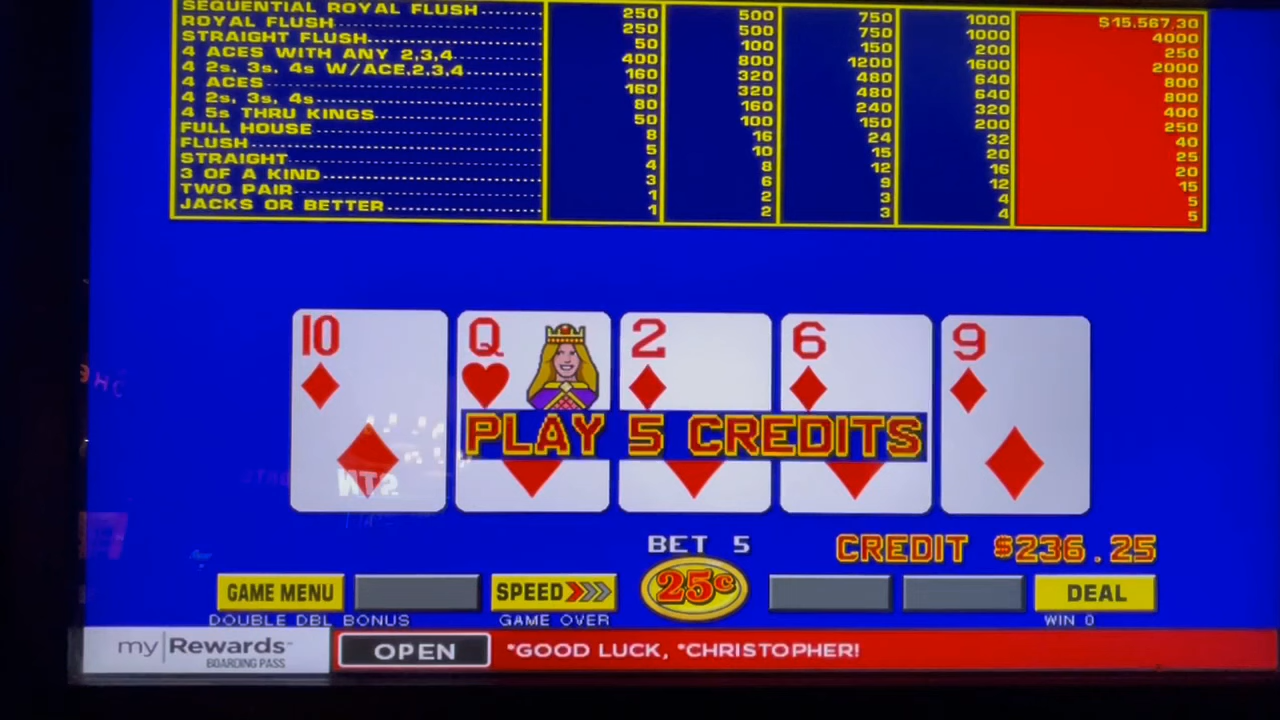 SEQUENTIAL ROYAL FLUSH 250 500 750 1000 $15,567.30
ROYAL FLUSH 250 500 750 1000 4000
STRAIGHT FLUSH 50 100 150 200 250
4 ACES WITH ANY 2,3,4 400 800 1200 1600 2000
4 2s, 3s, 4s W/ACE,2,3,4 160 320 480 640 800
4 ACES 160 320 480 640 800
4 2s, 3s, 4s 80 160 240 320 400
4 5s THRU KINGS 50 100 150 200 250
FULL HOUSE 8 16 24 32 40
FLUSH 5 10 15 20 25
STRAIGHT 4 8 12 16 20
3 OF A KIND 3 6 9 12 15
TWO PAIR 1 2 3 4 5
JACKS OR BETTER 1 2 3 4 5
10 Q 2 6 9
PLAY 5 CREDITS
BET 5 CREDIT $236.25
GAME MENU SPEED 25¢ DEAL
DOUBLE DBL BONUS GAME OVER WIN 0
my|Rewards OPEN *GOOD LUCK, *CHRISTOPHER!
BOARDING PASS